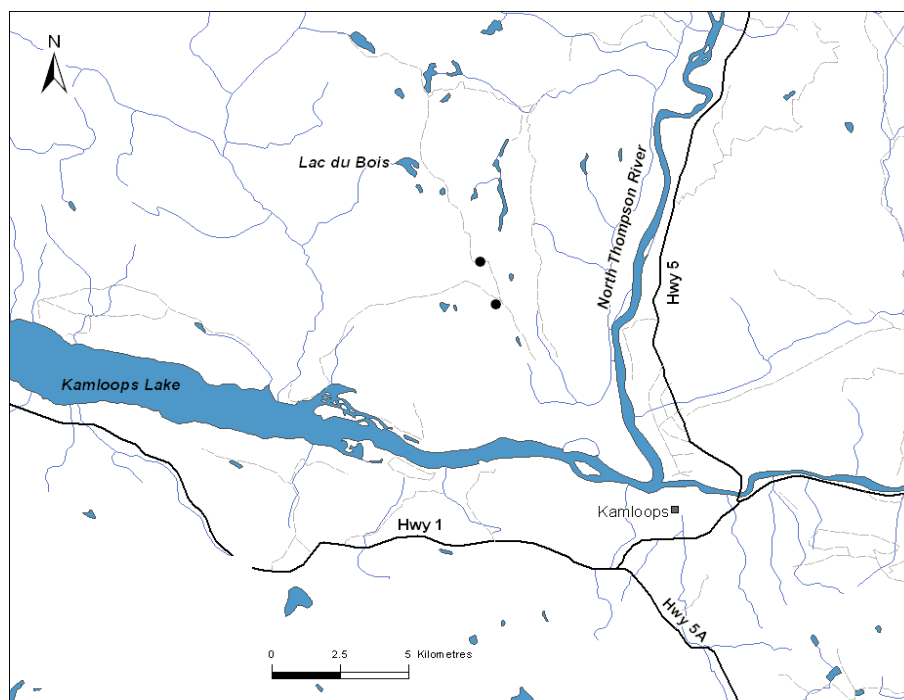 N
Lac du Bois
North Thompson River
Hwy 5
Kamloops Lake
Kamloops
Hwy 1
Hwy 5A
0 2.5 5 Kilometres